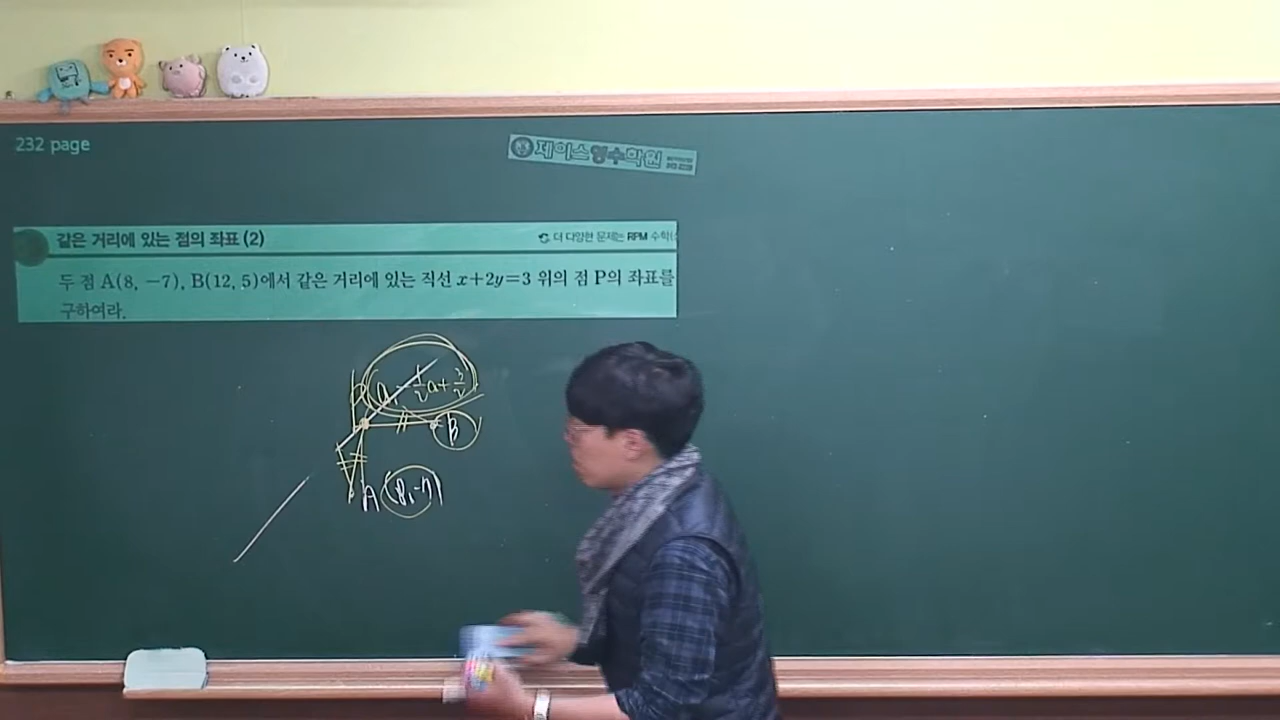 232 page
제이스영수학원
같은 거리에 있는 점의 좌표 (2)
더 다양한 문제는 RPM 수학(
두 점 A(8, −7), B(12, 5)에서 같은 거리에 있는 직선 x+2y=3 위의 점 P의 좌표를
구하여라.
P(a, -1/2a+3/2)
B
A(8,-7)